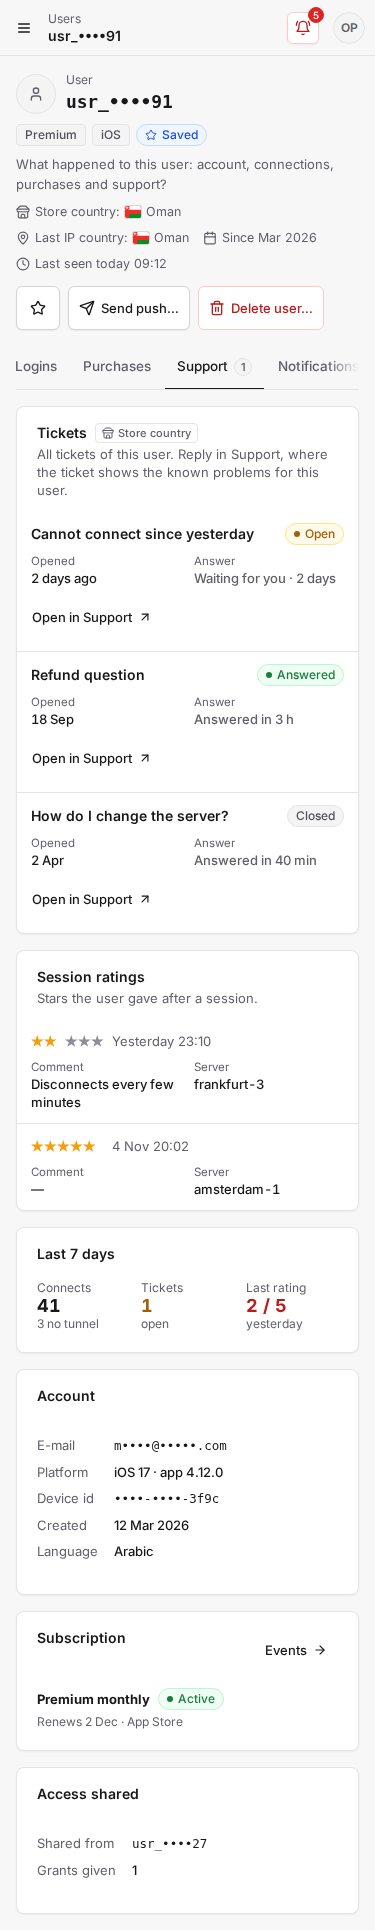 Users
usr_••••91
5
OP
User
usr_••••91
Premium
iOS
Saved
What happened to this user: account, connections,
purchases and support?
Store country: Oman
Last IP country: Oman
Since Mar 2026
Last seen today 09:12
Send push...
Delete user...
Logins
Purchases
Support 1
Notifications
Tickets
Store country
All tickets of this user. Reply in Support, where
the ticket shows the known problems for this
user.
Cannot connect since yesterday
Open
Opened
Answer
2 days ago
Waiting for you · 2 days
Open in Support
Refund question
Answered
Opened
Answer
18 Sep
Answered in 3 h
Open in Support
How do I change the server?
Closed
Opened
Answer
2 Apr
Answered in 40 min
Open in Support
Session ratings
Stars the user gave after a session.
★★ ★★★ Yesterday 23:10
Comment
Server
Disconnects every few
minutes
frankfurt-3
★★★★★ 4 Nov 20:02
Comment
Server
—
amsterdam-1
Last 7 days
Connects
Tickets
Last rating
41
1
2 / 5
3 no tunnel
open
yesterday
Account
E-mail m••••@•••••.com
Platform iOS 17 · app 4.12.0
Device id ••••-••••-3f9c
Created 12 Mar 2026
Language Arabic
Subscription
Events
Premium monthly
Active
Renews 2 Dec · App Store
Access shared
Shared from usr_••••27
Grants given 1